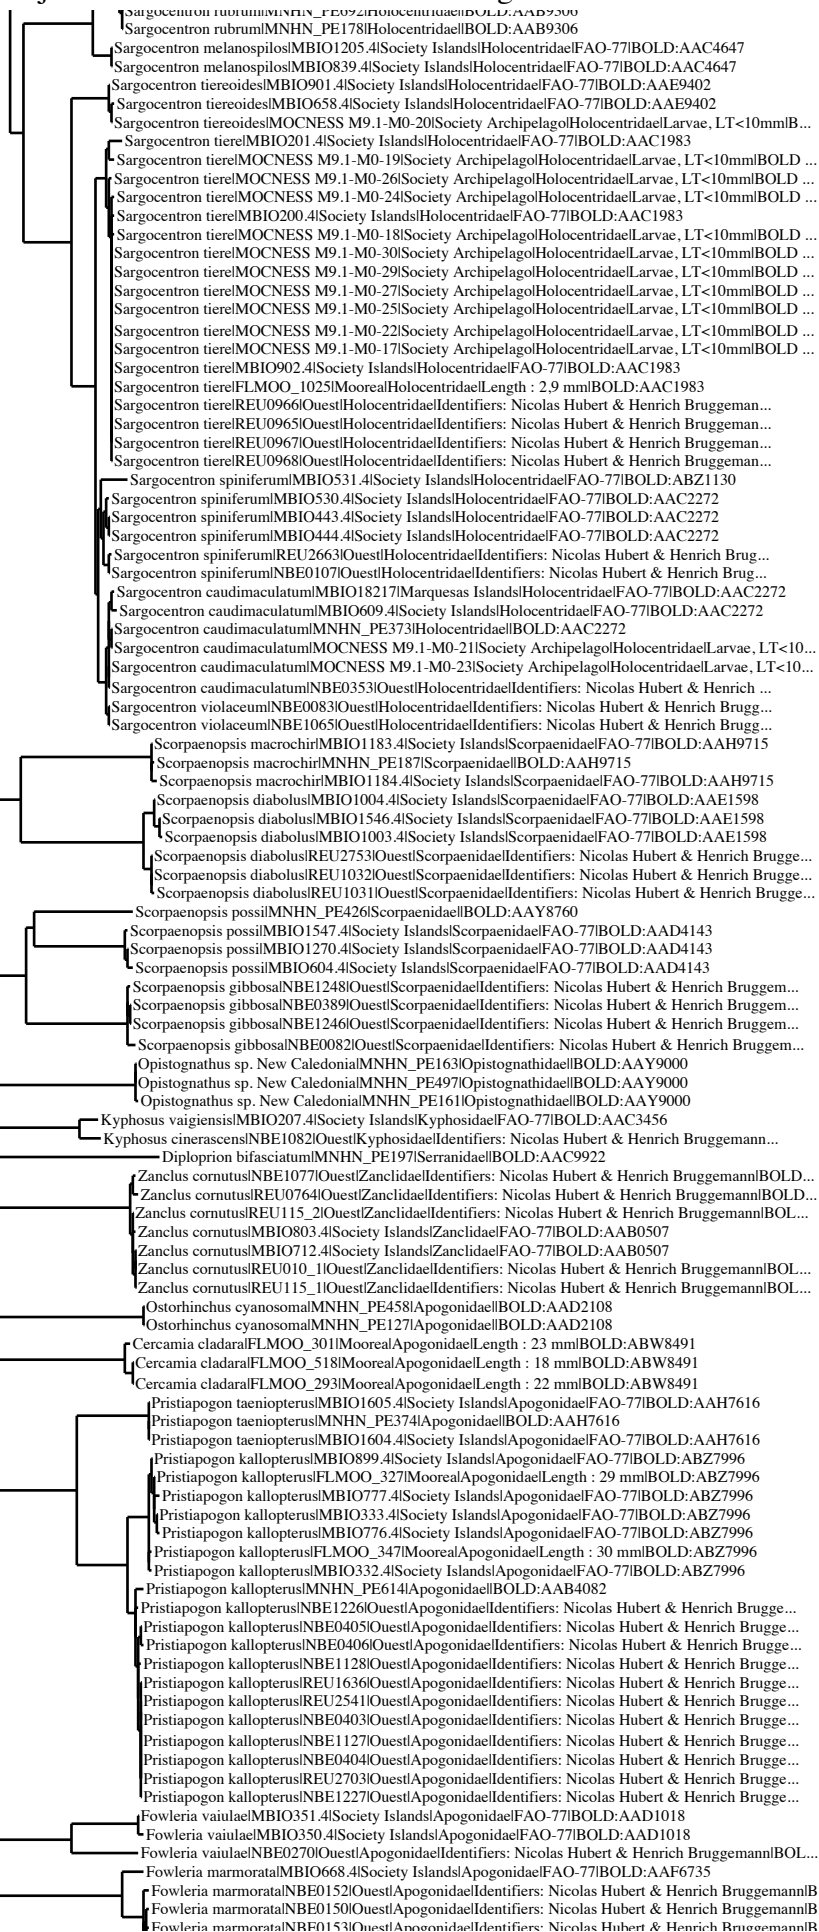 Sargocentron rubrum|MNHN_PE692|Holocentridae||BOLD:AAB9306
Sargocentron rubrum|MNHN_PE178|Holocentridae||BOLD:AAB9306
Sargocentron melanospilos|MBIO1205.4|Society Islands|Holocentridae|FAO-77|BOLD:AAC4647
Sargocentron melanospilos|MBIO839.4|Society Islands|Holocentridae|FAO-77|BOLD:AAC4647
Sargocentron tiereoides|MBIO901.4|Society Islands|Holocentridae|FAO-77|BOLD:AAE9402
Sargocentron tiereoides|MBIO658.4|Society Islands|Holocentridae|FAO-77|BOLD:AAE9402
Sargocentron tiereoides|MOCNESS M9.1-M0-20|Society Archipelago|Holocentridae|Larvae, LT<10mm|B...
Sargocentron tiere|MBIO201.4|Society Islands|Holocentridae|FAO-77|BOLD:AAC1983
Sargocentron tiere|MOCNESS M9.1-M0-19|Society Archipelago|Holocentridae|Larvae, LT<10mm|BOLD ...
Sargocentron tiere|MOCNESS M9.1-M0-26|Society Archipelago|Holocentridae|Larvae, LT<10mm|BOLD ...
Sargocentron tiere|MOCNESS M9.1-M0-24|Society Archipelago|Holocentridae|Larvae, LT<10mm|BOLD ...
Sargocentron tiere|MBIO200.4|Society Islands|Holocentridae|FAO-77|BOLD:AAC1983
Sargocentron tiere|MOCNESS M9.1-M0-18|Society Archipelago|Holocentridae|Larvae, LT<10mm|BOLD ...
Sargocentron tiere|MOCNESS M9.1-M0-30|Society Archipelago|Holocentridae|Larvae, LT<10mm|BOLD ...
Sargocentron tiere|MOCNESS M9.1-M0-29|Society Archipelago|Holocentridae|Larvae, LT<10mm|BOLD ...
Sargocentron tiere|MOCNESS M9.1-M0-27|Society Archipelago|Holocentridae|Larvae, LT<10mm|BOLD ...
Sargocentron tiere|MOCNESS M9.1-M0-25|Society Archipelago|Holocentridae|Larvae, LT<10mm|BOLD ...
Sargocentron tiere|MOCNESS M9.1-M0-22|Society Archipelago|Holocentridae|Larvae, LT<10mm|BOLD ...
Sargocentron tiere|MOCNESS M9.1-M0-17|Society Archipelago|Holocentridae|Larvae, LT<10mm|BOLD ...
Sargocentron tiere|MBIO902.4|Society Islands|Holocentridae|FAO-77|BOLD:AAC1983
Sargocentron tiere|FLMOO_1025|Moorea|Holocentridae|Length : 2,9 mm|BOLD:AAC1983
Sargocentron tiere|REU0966|Ouest|Holocentridae|Identifiers: Nicolas Hubert & Henrich Bruggeman...
Sargocentron tiere|REU0965|Ouest|Holocentridae|Identifiers: Nicolas Hubert & Henrich Bruggeman...
Sargocentron tiere|REU0967|Ouest|Holocentridae|Identifiers: Nicolas Hubert & Henrich Bruggeman...
Sargocentron tiere|REU0968|Ouest|Holocentridae|Identifiers: Nicolas Hubert & Henrich Bruggeman...
Sargocentron spiniferum|MBIO531.4|Society Islands|Holocentridae|FAO-77|BOLD:ABZ1130
Sargocentron spiniferum|MBIO530.4|Society Islands|Holocentridae|FAO-77|BOLD:AAC2272
Sargocentron spiniferum|MBIO443.4|Society Islands|Holocentridae|FAO-77|BOLD:AAC2272
Sargocentron spiniferum|MBIO444.4|Society Islands|Holocentridae|FAO-77|BOLD:AAC2272
Sargocentron spiniferum|REU2663|Ouest|Holocentridae|Identifiers: Nicolas Hubert & Henrich Brug...
Sargocentron spiniferum|NBE0107|Ouest|Holocentridae|Identifiers: Nicolas Hubert & Henrich Brug...
Sargocentron caudimaculatum|MBIO18217|Marquesas Islands|Holocentridae|FAO-77|BOLD:AAC2272
Sargocentron caudimaculatum|MBIO609.4|Society Islands|Holocentridae|FAO-77|BOLD:AAC2272
Sargocentron caudimaculatum|MNHN_PE373|Holocentridae||BOLD:AAC2272
Sargocentron caudimaculatum|MOCNESS M9.1-M0-21|Society Archipelago|Holocentridae|Larvae, LT<10...
Sargocentron caudimaculatum|MOCNESS M9.1-M0-23|Society Archipelago|Holocentridae|Larvae, LT<10...
Sargocentron caudimaculatum|NBE0353|Ouest|Holocentridae|Identifiers: Nicolas Hubert & Henrich ...
Sargocentron violaceum|NBE0083|Ouest|Holocentridae|Identifiers: Nicolas Hubert & Henrich Brugg...
Sargocentron violaceum|NBE1065|Ouest|Holocentridae|Identifiers: Nicolas Hubert & Henrich Brugg...
Scorpaenopsis macrochir|MBIO1183.4|Society Islands|Scorpaenidae|FAO-77|BOLD:AAH9715
Scorpaenopsis macrochir|MNHN_PE187|Scorpaenidae||BOLD:AAH9715
Scorpaenopsis macrochir|MBIO1184.4|Society Islands|Scorpaenidae|FAO-77|BOLD:AAH9715
Scorpaenopsis diabolus|MBIO1004.4|Society Islands|Scorpaenidae|FAO-77|BOLD:AAE1598
Scorpaenopsis diabolus|MBIO1546.4|Society Islands|Scorpaenidae|FAO-77|BOLD:AAE1598
Scorpaenopsis diabolus|MBIO1003.4|Society Islands|Scorpaenidae|FAO-77|BOLD:AAE1598
Scorpaenopsis diabolus|REU2753|Ouest|Scorpaenidae|Identifiers: Nicolas Hubert & Henrich Brugge...
Scorpaenopsis diabolus|REU1032|Ouest|Scorpaenidae|Identifiers: Nicolas Hubert & Henrich Brugge...
Scorpaenopsis diabolus|REU1031|Ouest|Scorpaenidae|Identifiers: Nicolas Hubert & Henrich Brugge...
Scorpaenopsis possi|MNHN_PE426|Scorpaenidae||BOLD:AAY8760
Scorpaenopsis possi|MBIO1547.4|Society Islands|Scorpaenidae|FAO-77|BOLD:AAD4143
Scorpaenopsis possi|MBIO1270.4|Society Islands|Scorpaenidae|FAO-77|BOLD:AAD4143
Scorpaenopsis possi|MBIO604.4|Society Islands|Scorpaenidae|FAO-77|BOLD:AAD4143
Scorpaenopsis gibbosa|NBE1248|Ouest|Scorpaenidae|Identifiers: Nicolas Hubert & Henrich Bruggem...
Scorpaenopsis gibbosa|NBE0389|Ouest|Scorpaenidae|Identifiers: Nicolas Hubert & Henrich Bruggem...
Scorpaenopsis gibbosa|NBE1246|Ouest|Scorpaenidae|Identifiers: Nicolas Hubert & Henrich Bruggem...
Scorpaenopsis gibbosa|NBE0082|Ouest|Scorpaenidae|Identifiers: Nicolas Hubert & Henrich Bruggem...
Opistognathus sp. New Caledonia|MNHN_PE163|Opistognathidae||BOLD:AAY9000
Opistognathus sp. New Caledonia|MNHN_PE497|Opistognathidae||BOLD:AAY9000
Opistognathus sp. New Caledonia|MNHN_PE161|Opistognathidae||BOLD:AAY9000
Kyphosus vaigiensis|MBIO207.4|Society Islands|Kyphosidae|FAO-77|BOLD:AAC3456
Kyphosus cinerascens|NBE1082|Ouest|Kyphosidae|Identifiers: Nicolas Hubert & Henrich Bruggemann...
Diploprion bifasciatum|MNHN_PE197|Serranidae||BOLD:AAC9922
Zanclus cornutus|NBE1077|Ouest|Zanclidae|Identifiers: Nicolas Hubert & Henrich Bruggemann|BOLD...
Zanclus cornutus|REU0764|Ouest|Zanclidae|Identifiers: Nicolas Hubert & Henrich Bruggemann|BOLD...
Zanclus cornutus|REU115_2|Ouest|Zanclidae|Identifiers: Nicolas Hubert & Henrich Bruggemann|BOL...
Zanclus cornutus|MBIO803.4|Society Islands|Zanclidae|FAO-77|BOLD:AAB0507
Zanclus cornutus|MBIO712.4|Society Islands|Zanclidae|FAO-77|BOLD:AAB0507
Zanclus cornutus|REU010_1|Ouest|Zanclidae|Identifiers: Nicolas Hubert & Henrich Bruggemann|BOL...
Zanclus cornutus|REU115_1|Ouest|Zanclidae|Identifiers: Nicolas Hubert & Henrich Bruggemann|BOL...
Ostorhinchus cyanosoma|MNHN_PE458|Apogonidae||BOLD:AAD2108
Ostorhinchus cyanosoma|MNHN_PE127|Apogonidae||BOLD:AAD2108
Cercamia cladara|FLMOO_301|Moorea|Apogonidae|Length : 23 mm|BOLD:ABW8491
Cercamia cladara|FLMOO_518|Moorea|Apogonidae|Length : 18 mm|BOLD:ABW8491
Cercamia cladara|FLMOO_293|Moorea|Apogonidae|Length : 22 mm|BOLD:ABW8491
Pristiapogon taeniopterus|MBIO1605.4|Society Islands|Apogonidae|FAO-77|BOLD:AAH7616
Pristiapogon taeniopterus|MNHN_PE374|Apogonidae||BOLD:AAH7616
Pristiapogon taeniopterus|MBIO1604.4|Society Islands|Apogonidae|FAO-77|BOLD:AAH7616
Pristiapogon kallopterus|MBIO899.4|Society Islands|Apogonidae|FAO-77|BOLD:ABZ7996
Pristiapogon kallopterus|FLMOO_327|Moorea|Apogonidae|Length : 29 mm|BOLD:ABZ7996
Pristiapogon kallopterus|MBIO777.4|Society Islands|Apogonidae|FAO-77|BOLD:ABZ7996
Pristiapogon kallopterus|MBIO333.4|Society Islands|Apogonidae|FAO-77|BOLD:ABZ7996
Pristiapogon kallopterus|MBIO776.4|Society Islands|Apogonidae|FAO-77|BOLD:ABZ7996
Pristiapogon kallopterus|FLMOO_347|Moorea|Apogonidae|Length : 30 mm|BOLD:ABZ7996
Pristiapogon kallopterus|MBIO332.4|Society Islands|Apogonidae|FAO-77|BOLD:ABZ7996
Pristiapogon kallopterus|MNHN_PE614|Apogonidae||BOLD:AAB4082
Pristiapogon kallopterus|NBE1226|Ouest|Apogonidae|Identifiers: Nicolas Hubert & Henrich Brugge...
Pristiapogon kallopterus|NBE0405|Ouest|Apogonidae|Identifiers: Nicolas Hubert & Henrich Brugge...
Pristiapogon kallopterus|NBE0406|Ouest|Apogonidae|Identifiers: Nicolas Hubert & Henrich Brugge...
Pristiapogon kallopterus|NBE1128|Ouest|Apogonidae|Identifiers: Nicolas Hubert & Henrich Brugge...
Pristiapogon kallopterus|REU1636|Ouest|Apogonidae|Identifiers: Nicolas Hubert & Henrich Brugge...
Pristiapogon kallopterus|REU2541|Ouest|Apogonidae|Identifiers: Nicolas Hubert & Henrich Brugge...
Pristiapogon kallopterus|NBE0403|Ouest|Apogonidae|Identifiers: Nicolas Hubert & Henrich Brugge...
Pristiapogon kallopterus|NBE1127|Ouest|Apogonidae|Identifiers: Nicolas Hubert & Henrich Brugge...
Pristiapogon kallopterus|NBE0404|Ouest|Apogonidae|Identifiers: Nicolas Hubert & Henrich Brugge...
Pristiapogon kallopterus|REU2703|Ouest|Apogonidae|Identifiers: Nicolas Hubert & Henrich Brugge...
Pristiapogon kallopterus|NBE1227|Ouest|Apogonidae|Identifiers: Nicolas Hubert & Henrich Brugge...
Fowleria vaiulae|MBIO351.4|Society Islands|Apogonidae|FAO-77|BOLD:AAD1018
Fowleria vaiulae|MBIO350.4|Society Islands|Apogonidae|FAO-77|BOLD:AAD1018
Fowleria vaiulae|NBE0270|Ouest|Apogonidae|Identifiers: Nicolas Hubert & Henrich Bruggemann|BOL...
Fowleria marmorata|MBIO668.4|Society Islands|Apogonidae|FAO-77|BOLD:AAF6735
Fowleria marmorata|NBE0152|Ouest|Apogonidae|Identifiers: Nicolas Hubert & Henrich Bruggemann|B
Fowleria marmorata|NBE0150|Ouest|Apogonidae|Identifiers: Nicolas Hubert & Henrich Bruggemann|B
Fowleria marmorata|NBE0153|Ouest|Apogonidae|Identifiers: Nicolas Hubert & Henrich Bruggemann|B